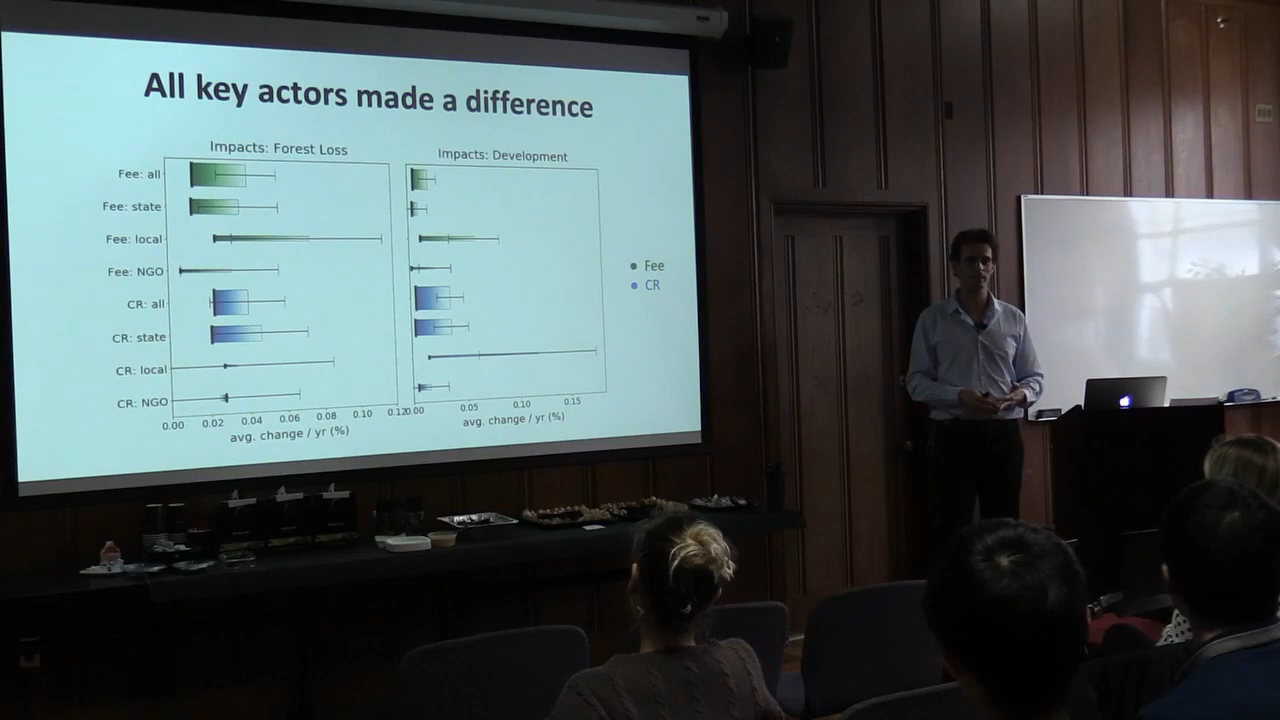 All key actors made a difference
Impacts: Forest Loss
Impacts: Development
Fee: all
Fee: state
Fee: local
Fee: NGO
CR: all
CR: state
CR: local
CR: NGO
Fee
CR
0.00 0.02 0.04 0.06 0.08 0.10 0.12
0.00 0.05 0.10 0.15
avg. change / yr (%)
avg. change / yr (%)